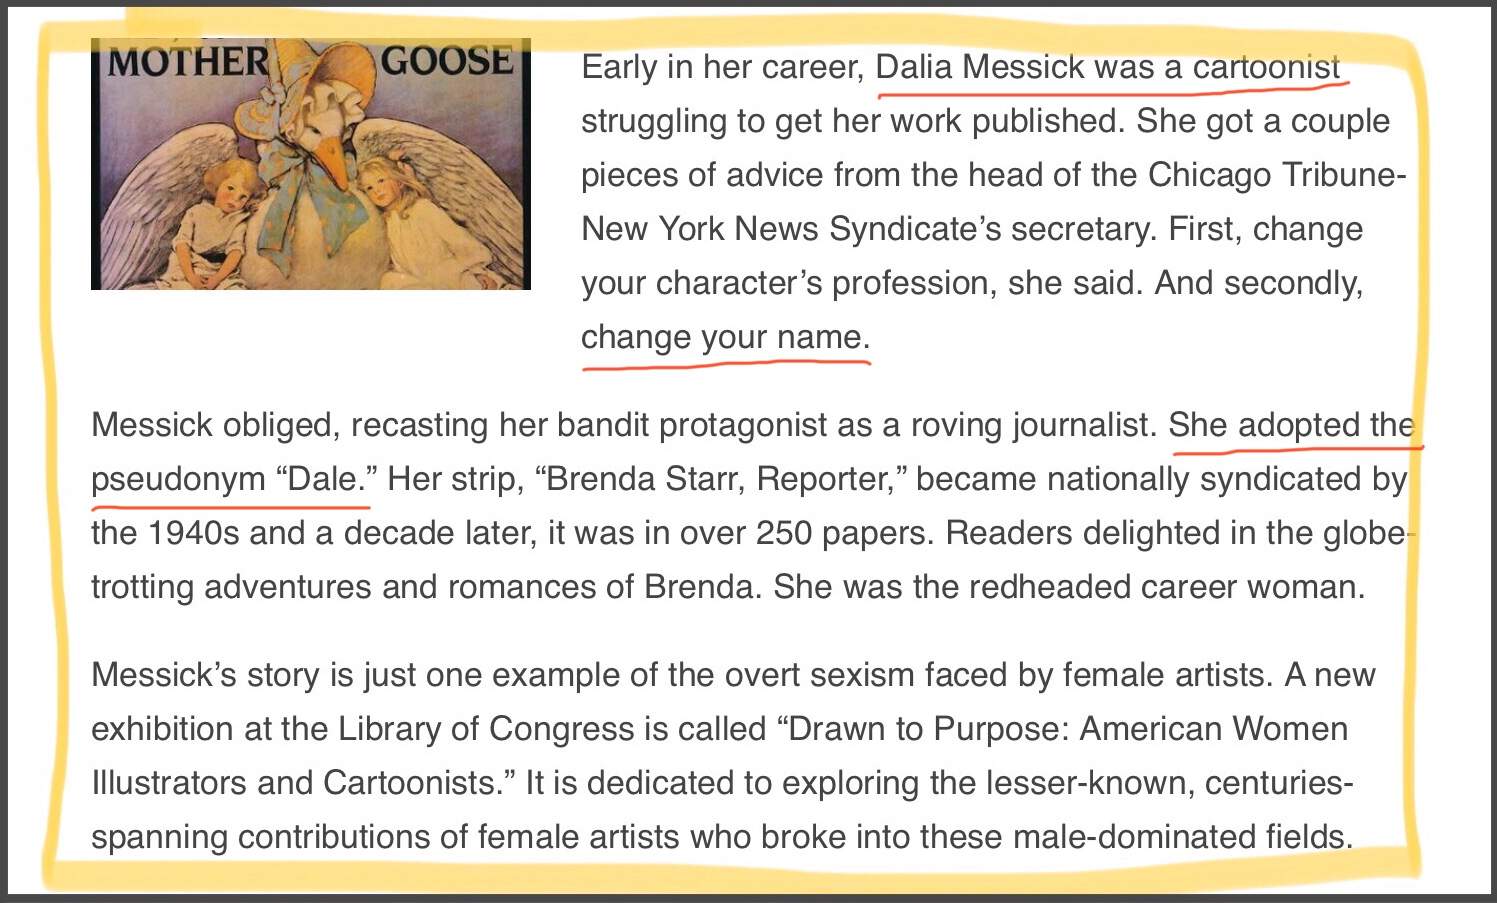 MOTHER GOOSE
Early in her career, Dalia Messick was a cartoonist
struggling to get her work published. She got a couple
pieces of advice from the head of the Chicago Tribune-
New York News Syndicate’s secretary. First, change
your character’s profession, she said. And secondly,
change your name.
Messick obliged, recasting her bandit protagonist as a roving journalist. She adopted the
pseudonym “Dale.” Her strip, “Brenda Starr, Reporter,” became nationally syndicated by
the 1940s and a decade later, it was in over 250 papers. Readers delighted in the globe-
trotting adventures and romances of Brenda. She was the redheaded career woman.
Messick’s story is just one example of the overt sexism faced by female artists. A new
exhibition at the Library of Congress is called “Drawn to Purpose: American Women
Illustrators and Cartoonists.” It is dedicated to exploring the lesser-known, centuries-
spanning contributions of female artists who broke into these male-dominated fields.